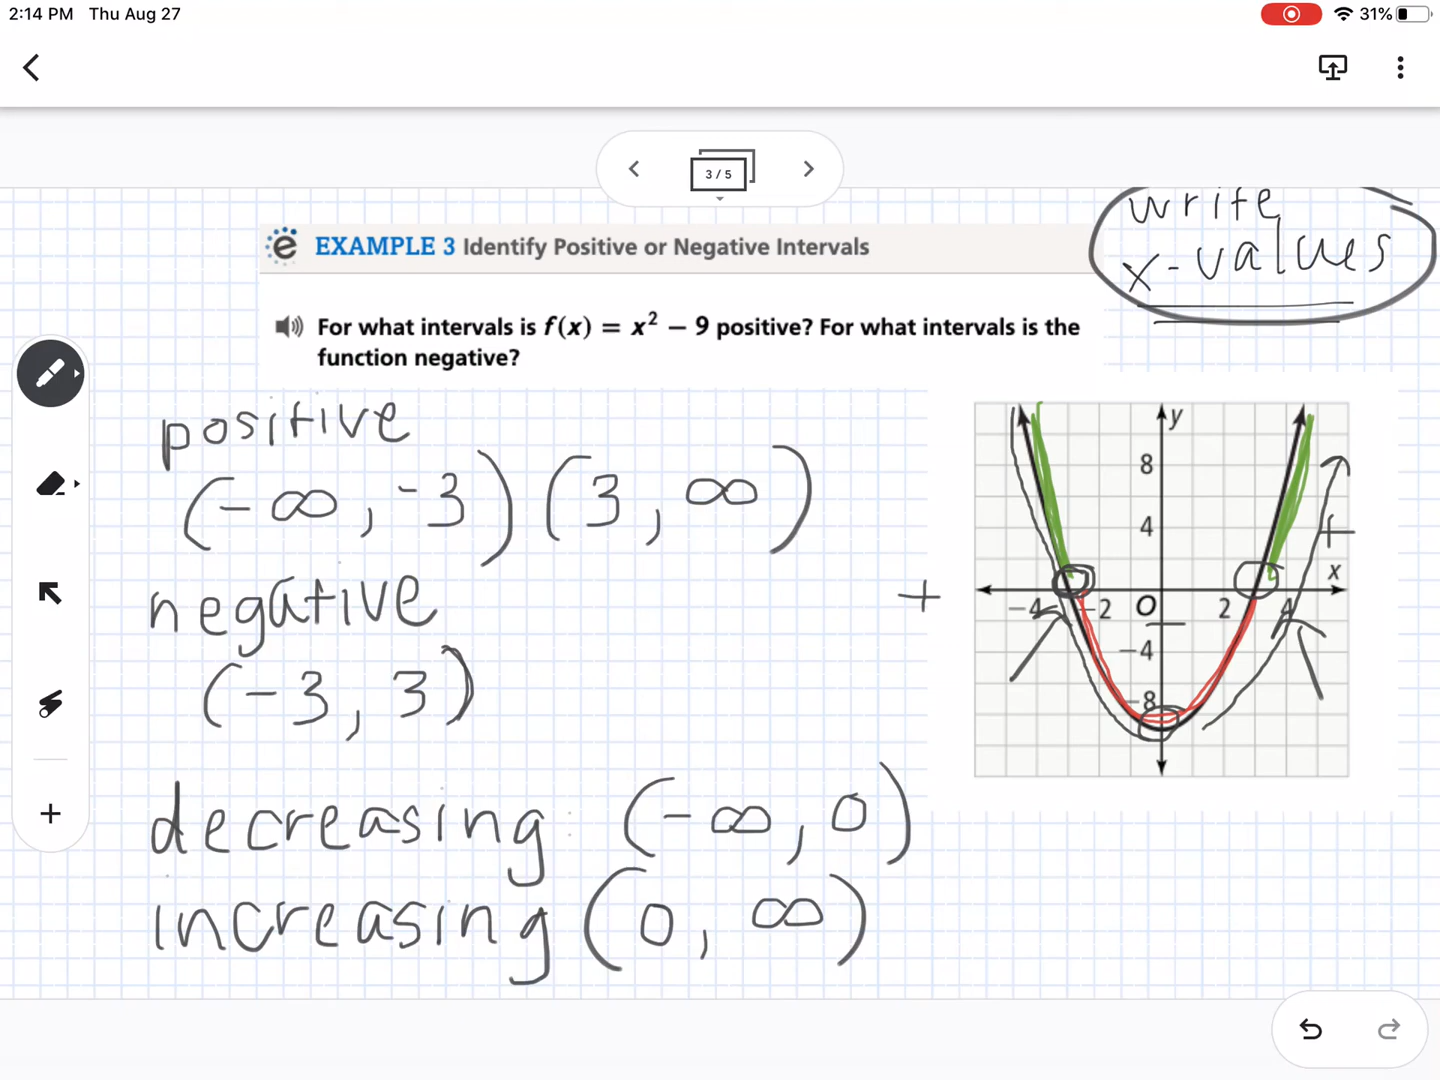 2:14 PM Thu Aug 27
31%
3 / 5
write
x-values
EXAMPLE 3 Identify Positive or Negative Intervals
For what intervals is f(x) = x² − 9 positive? For what intervals is the
function negative?
positive
(-∞, -3) (3, ∞)
negative
(-3, 3)
decreasing (-∞, 0)
increasing (0, ∞)
y
8
4
+
x
+
−4 −2 O 2 4
−
−4
−8